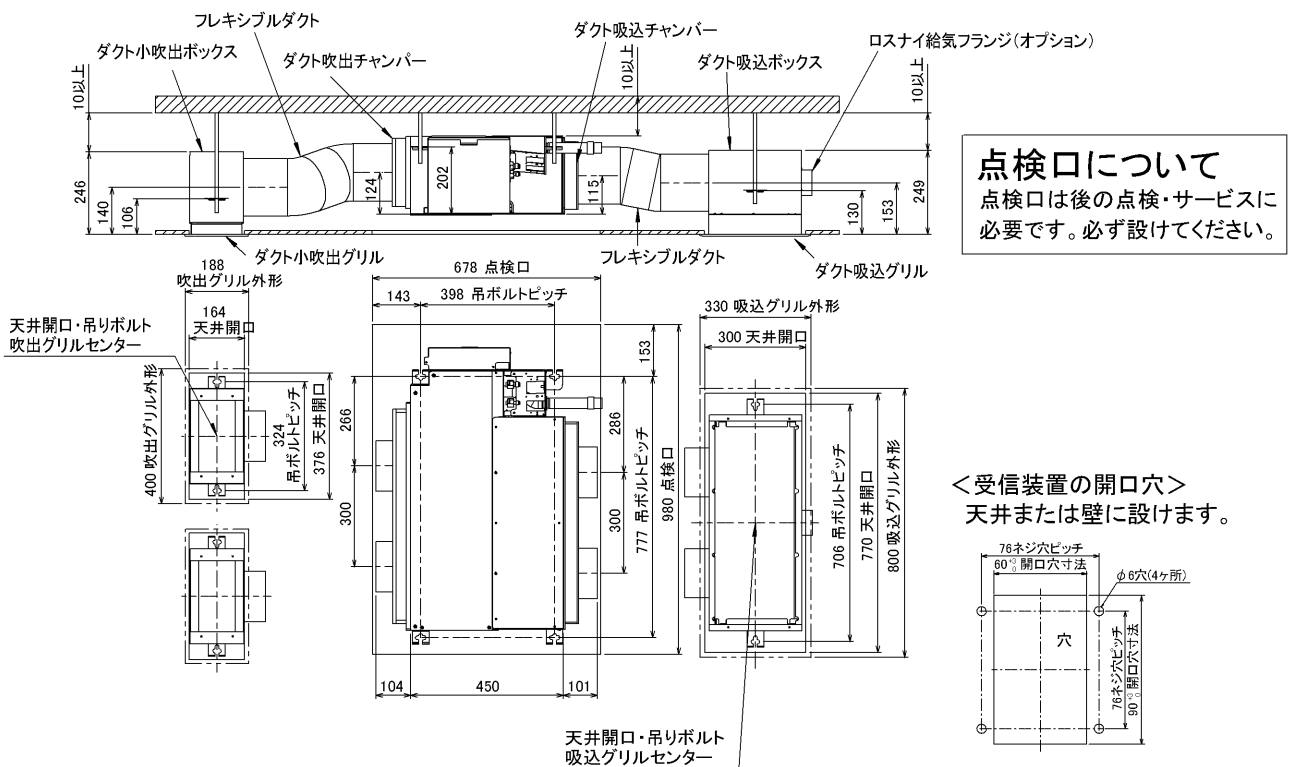 フレキシブルダクト
ダクト小吹出ボックス
ダクト吹出チャンバー
ダクト吸込チャンバー
ダクト吸込ボックス
ロスナイ給気フランジ(オプション)
10以上
10以上
10以上
246
140
106
124
202
115
130
153
249
ダクト小吹出グリル
フレキシブルダクト
ダクト吸込グリル
点検口について
点検口は後の点検・サービスに
必要です。必ず設けてください。
188
吹出グリル外形
164
天井開口
天井開口・吊りボルト
吹出グリルセンター
400 吹出グリル外形
324
吊ボルトピッチ
376 天井開口
678 点検口
143
398 吊ボルトピッチ
153
266
300
286
300
777 吊ボルトピッチ
980 点検口
104
450
101
330 吸込グリル外形
300 天井開口
706 吊ボルトピッチ
770 天井開口
800 吸込グリル外形
天井開口・吊りボルト
吸込グリルセンター
<受信装置の開口穴>
天井または壁に設けます。
76ネジ穴ピッチ
60 +3 0 開口穴寸法
φ6穴(4ヶ所)
穴
76ネジ穴ピッチ
90 +3 0 開口穴寸法